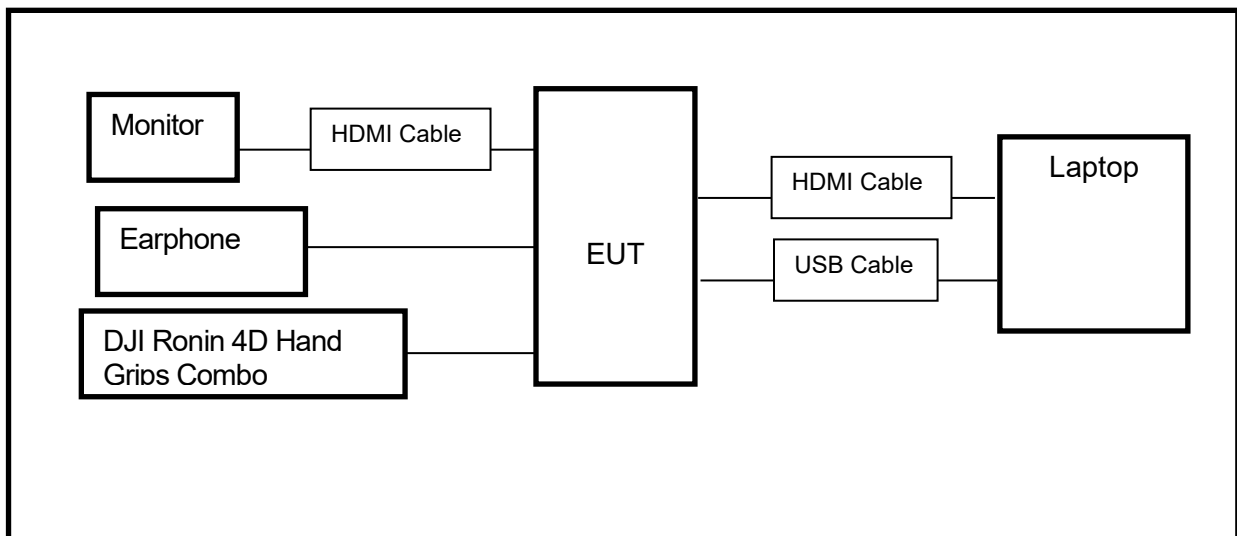 Monitor
HDMI Cable
Earphone
DJI Ronin 4D Hand
Grips Combo
EUT
HDMI Cable
USB Cable
Laptop